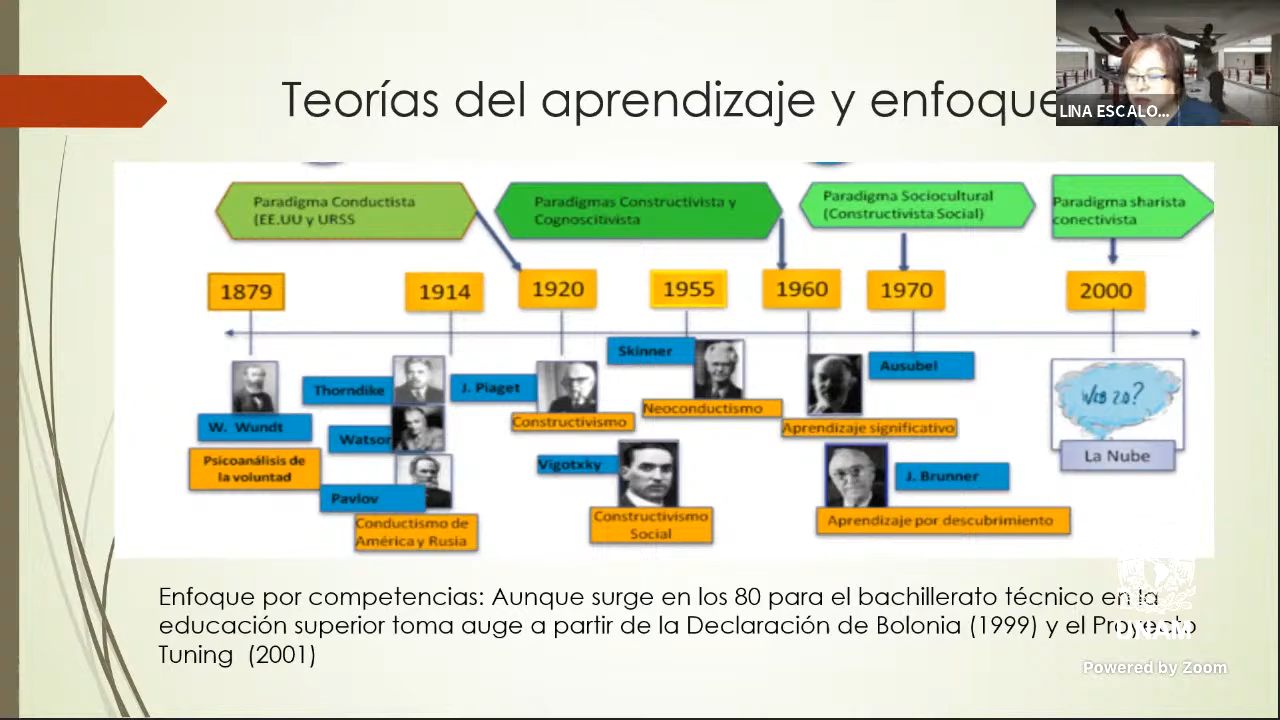 Teorías del aprendizaje y enfoque
LINA ESCALO...
Paradigma Conductista
(EE.UU y URSS
Paradigmas Constructivista y
Cognoscitivista
Paradigma Sociocultural
(Constructivista Social)
Paradigma sharista
conectivista
1879
1914
1920
1955
1960
1970
2000
Skinner
Ausubel
Thorndike
J. Piaget
WEB 2.0?
Neoconductismo
Constructivismo
Aprendizaje significativo
W. Wundt
Watson
La Nube
Psicoanálisis de
la voluntad
Vigotxky
J. Brunner
Pavlov
Conductismo de
América y Rusia
Constructivismo
Social
Aprendizaje por descubrimiento
Enfoque por competencias: Aunque surge en los 80 para el bachillerato técnico en la
educación superior toma auge a partir de la Declaración de Bolonia (1999) y el Proyecto
Tuning (2001)
UNAM
Powered by Zoom